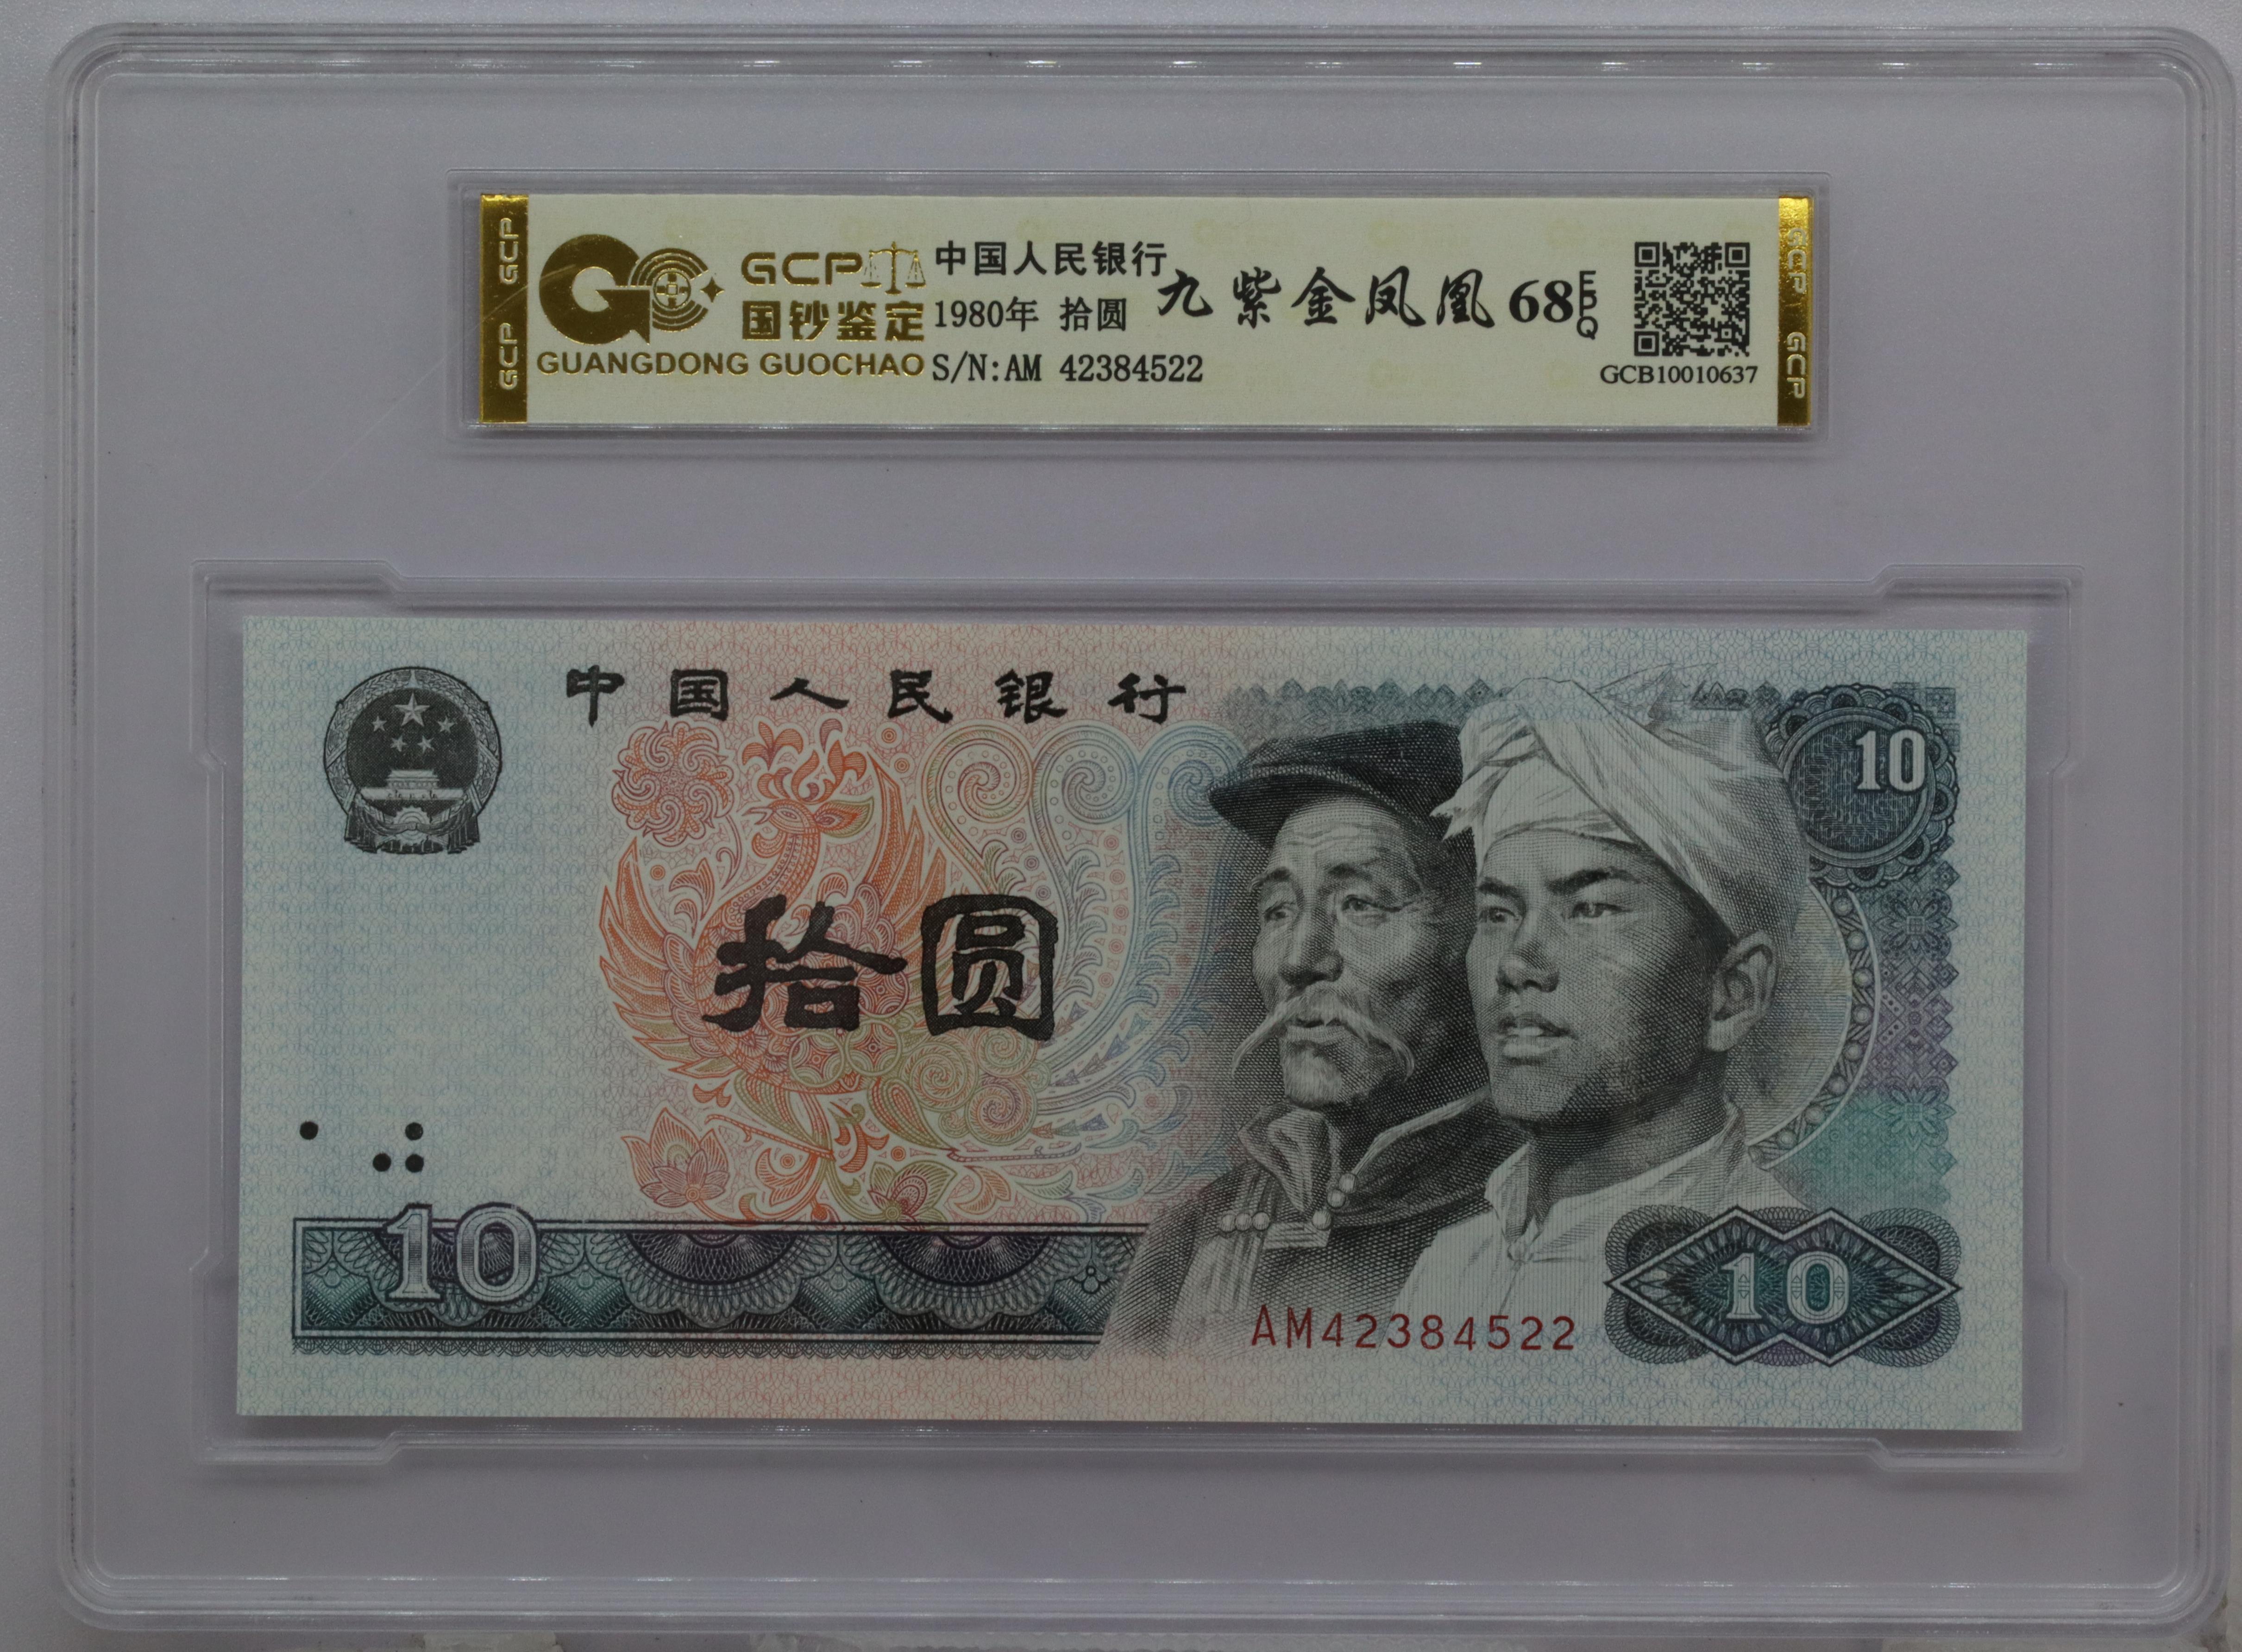 GCP GCP
GCP
国钞鉴定
GUANGDONG GUOCHAO
中国人民银行
1980年 拾圆
S/N:AM 42384522
九紫金凤凰 68 EPQ
GCB10010637
GCP GCP
中国人民银行
10
拾圆
10
AM42384522
10